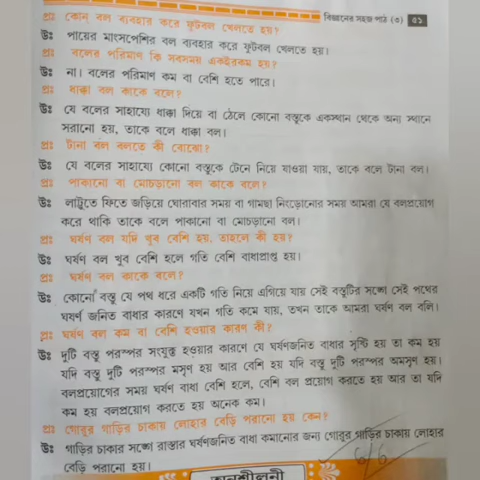 বিজ্ঞানের সহজ পাঠ (৩) ৫১
প্রঃ কোন্ বল ব্যবহার করে ফুটবল খেলতে হয়?
উঃ পায়ের মাংসপেশির বল ব্যবহার করে ফুটবল খেলতে হয়।
প্রঃ বলের পরিমাণ কি সবসময় একইরকম হয়?
উঃ না। বলের পরিমাণ কম বা বেশি হতে পারে।
প্রঃ ধাক্কা বল কাকে বলে?
উঃ যে বলের সাহায্যে ধাক্কা দিয়ে বা ঠেলে কোনো বস্তুকে একস্থান থেকে অন্য স্থানে
সরানো হয়, তাকে বলে ধাক্কা বল।
প্রঃ টানা বল বলতে কী বোঝো?
উঃ যে বলের সাহায্যে কোনো বস্তুকে টেনে নিয়ে যাওয়া যায়, তাকে বলে টানা বল।
প্রঃ পাকানো বা মোচড়ানো বল কাকে বলে?
উঃ লাট্টুতে ফিতে জড়িয়ে ঘোরাবার সময় বা গামছা নিংড়োনোর সময় আমরা যে বলপ্রয়োগ
করে থাকি তাকে বলে পাকানো বা মোচড়ানো বল।
প্রঃ ঘর্ষণ বল যদি খুব বেশি হয়, তাহলে কী হয়?
উঃ ঘর্ষণ বল খুব বেশি হলে গতি বেশি বাধাপ্রাপ্ত হয়।
প্রঃ ঘর্ষণ বল কাকে বলে?
উঃ কোনো বস্তু যে পথ ধরে একটি গতি নিয়ে এগিয়ে যায় সেই বস্তুটির সঙ্গে সেই পথের
ঘষর্ণ জনিত বাধার কারণে যখন গতি কমে যায়, তখন তাকে আমরা ঘর্ষণ বল বলি।
প্রঃ ঘর্ষণ বল কম বা বেশি হওয়ার কারণ কী?
উঃ দুটি বস্তু পরস্পর সংযুক্ত হওয়ার কারণে যে ঘর্ষণজনিত বাধার সৃষ্টি হয় তা কম হয়
যদি বস্তু দুটি পরস্পর মসৃণ হয় আর বেশি হয় যদি বস্তু দুটি পরস্পর অমসৃণ হয়।
বলপ্রয়োগের সময় ঘর্ষণ বাধা বেশি হলে, বেশি বল প্রয়োগ করতে হয় আর তা যদি
কম হয় বলপ্রয়োগ করতে হয় অনেক কম।
প্রঃ গোরুর গাড়ির চাকায় লোহার বেড়ি পরানো হয় কেন?
উঃ গাড়ির চাকার সঙ্গে রাস্তার ঘর্ষণজনিত বাধা কমানোর জন্য গোরুর গাড়ির চাকায় লোহার
বেড়ি পরানো হয়।
অনুশীলনী